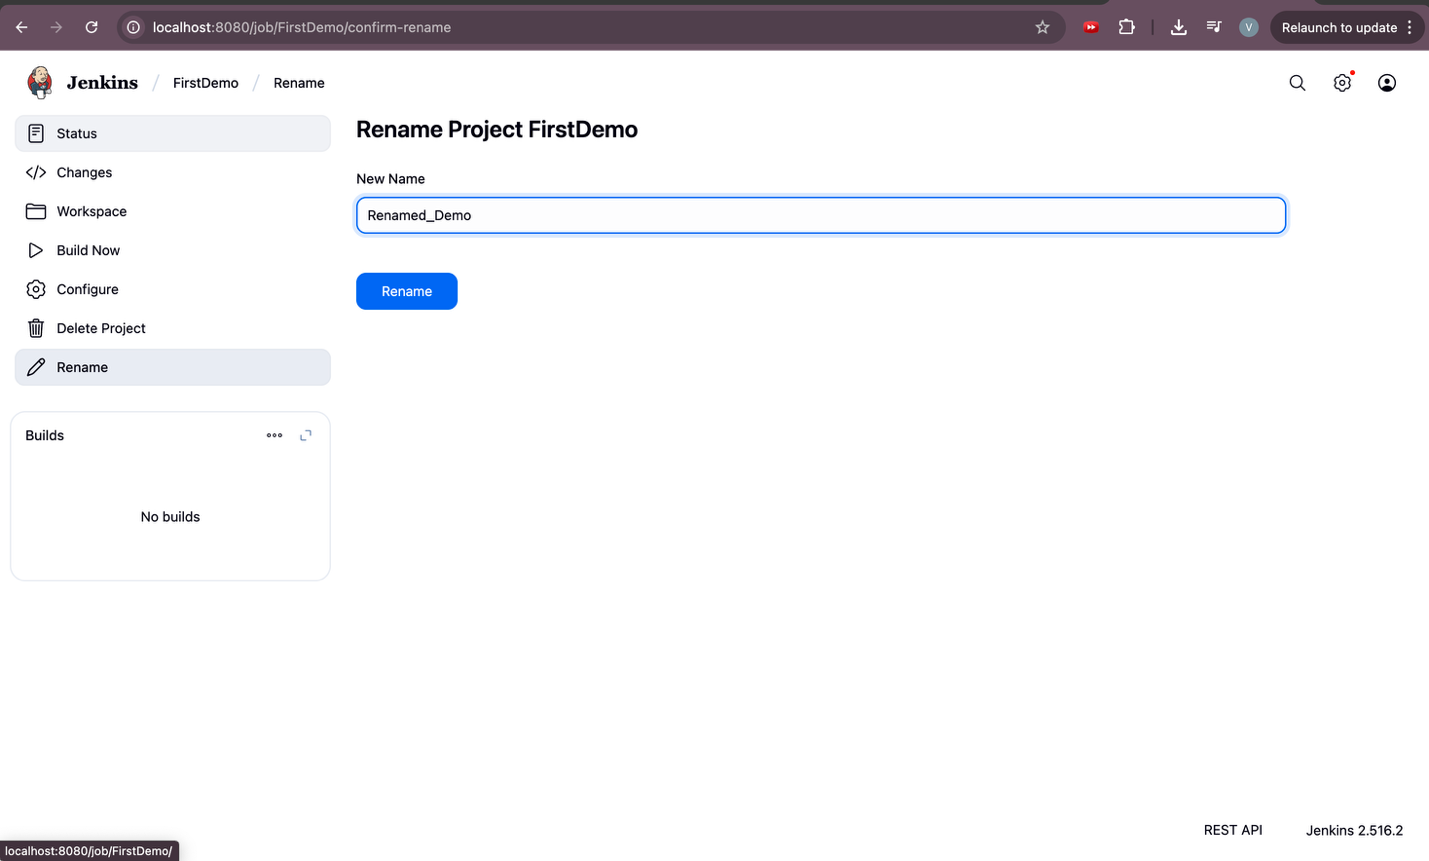 localhost:8080/job/FirstDemo/confirm-rename
V
Relaunch to update
Jenkins / FirstDemo / Rename
Status
Changes
Workspace
Build Now
Configure
Delete Project
Rename
Builds
No builds
Rename Project FirstDemo
New Name
Renamed_Demo
Rename
REST API
Jenkins 2.516.2
localhost:8080/job/FirstDemo/